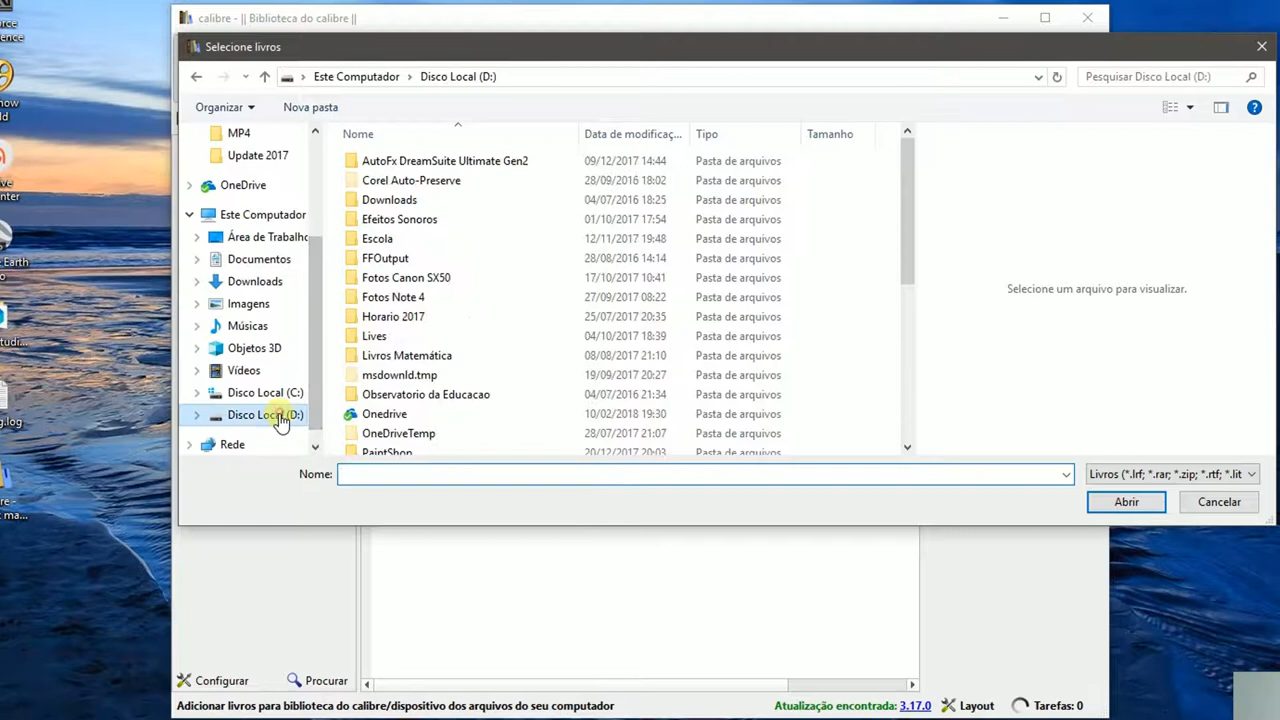 calibre - || Biblioteca do calibre ||
Selecione livros
Este Computador > Disco Local (D:)
Pesquisar Disco Local (D:)
Organizar
Nova pasta
MP4
Update 2017
OneDrive
Este Computador
Área de Trabalho
Documentos
Downloads
Imagens
Músicas
Objetos 3D
Vídeos
Disco Local (C:)
Disco Local (D:)
Rede
Nome Data de modificaç... Tipo Tamanho
AutoFx DreamSuite Ultimate Gen2 09/12/2017 14:44 Pasta de arquivos
Corel Auto-Preserve 28/09/2016 18:02 Pasta de arquivos
Downloads 04/07/2016 18:25 Pasta de arquivos
Efeitos Sonoros 01/10/2017 17:54 Pasta de arquivos
Escola 12/11/2017 19:48 Pasta de arquivos
FFOutput 28/08/2016 14:14 Pasta de arquivos
Fotos Canon SX50 17/10/2017 10:41 Pasta de arquivos
Fotos Note 4 27/09/2017 08:22 Pasta de arquivos
Horario 2017 25/07/2017 20:35 Pasta de arquivos
Lives 04/10/2017 18:39 Pasta de arquivos
Livros Matemática 08/08/2017 21:10 Pasta de arquivos
msdownld.tmp 19/09/2017 20:27 Pasta de arquivos
Observatorio da Educacao 04/07/2016 21:34 Pasta de arquivos
Onedrive 10/02/2018 19:30 Pasta de arquivos
OneDriveTemp 28/07/2017 21:07 Pasta de arquivos
PaintShop 20/12/2017 20:03 Pasta de arquivos
Selecione um arquivo para visualizar.
Nome:
Livros (*.lrf; *.rar; *.zip; *.rtf; *.lit
Abrir
Cancelar
Configurar
Procurar
Adicionar livros para biblioteca do calibre/dispositivo dos arquivos do seu computador
Atualização encontrada: 3.17.0
Layout
Tarefas: 0